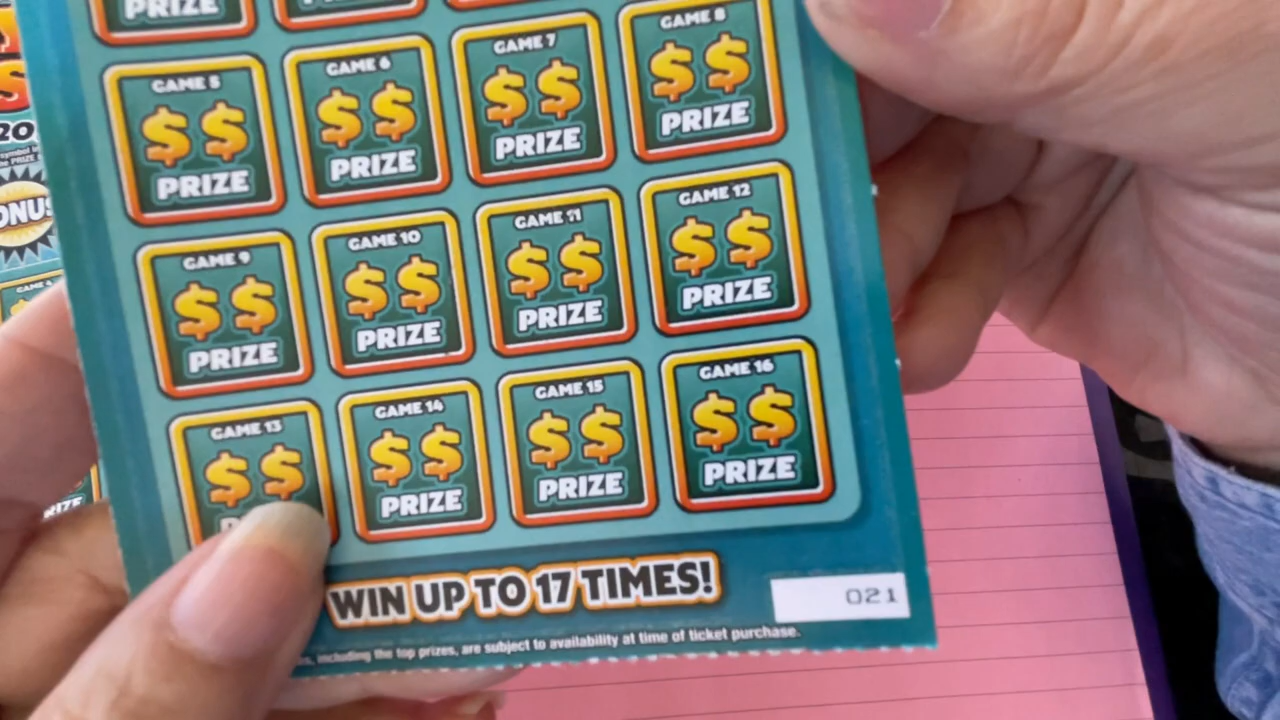 PRIZE
GAME 5
$ $
PRIZE
GAME 6
$ $
PRIZE
GAME 7
$ $
PRIZE
GAME 8
$ $
PRIZE
GAME 9
$ $
PRIZE
GAME 10
$ $
PRIZE
GAME 11
$ $
PRIZE
GAME 12
$ $
PRIZE
GAME 13
$ $
GAME 14
$ $
PRIZE
GAME 15
$ $
PRIZE
GAME 16
$ $
PRIZE
WIN UP TO 17 TIMES!
021
including the top prizes, are subject to availability at time of ticket purchase.